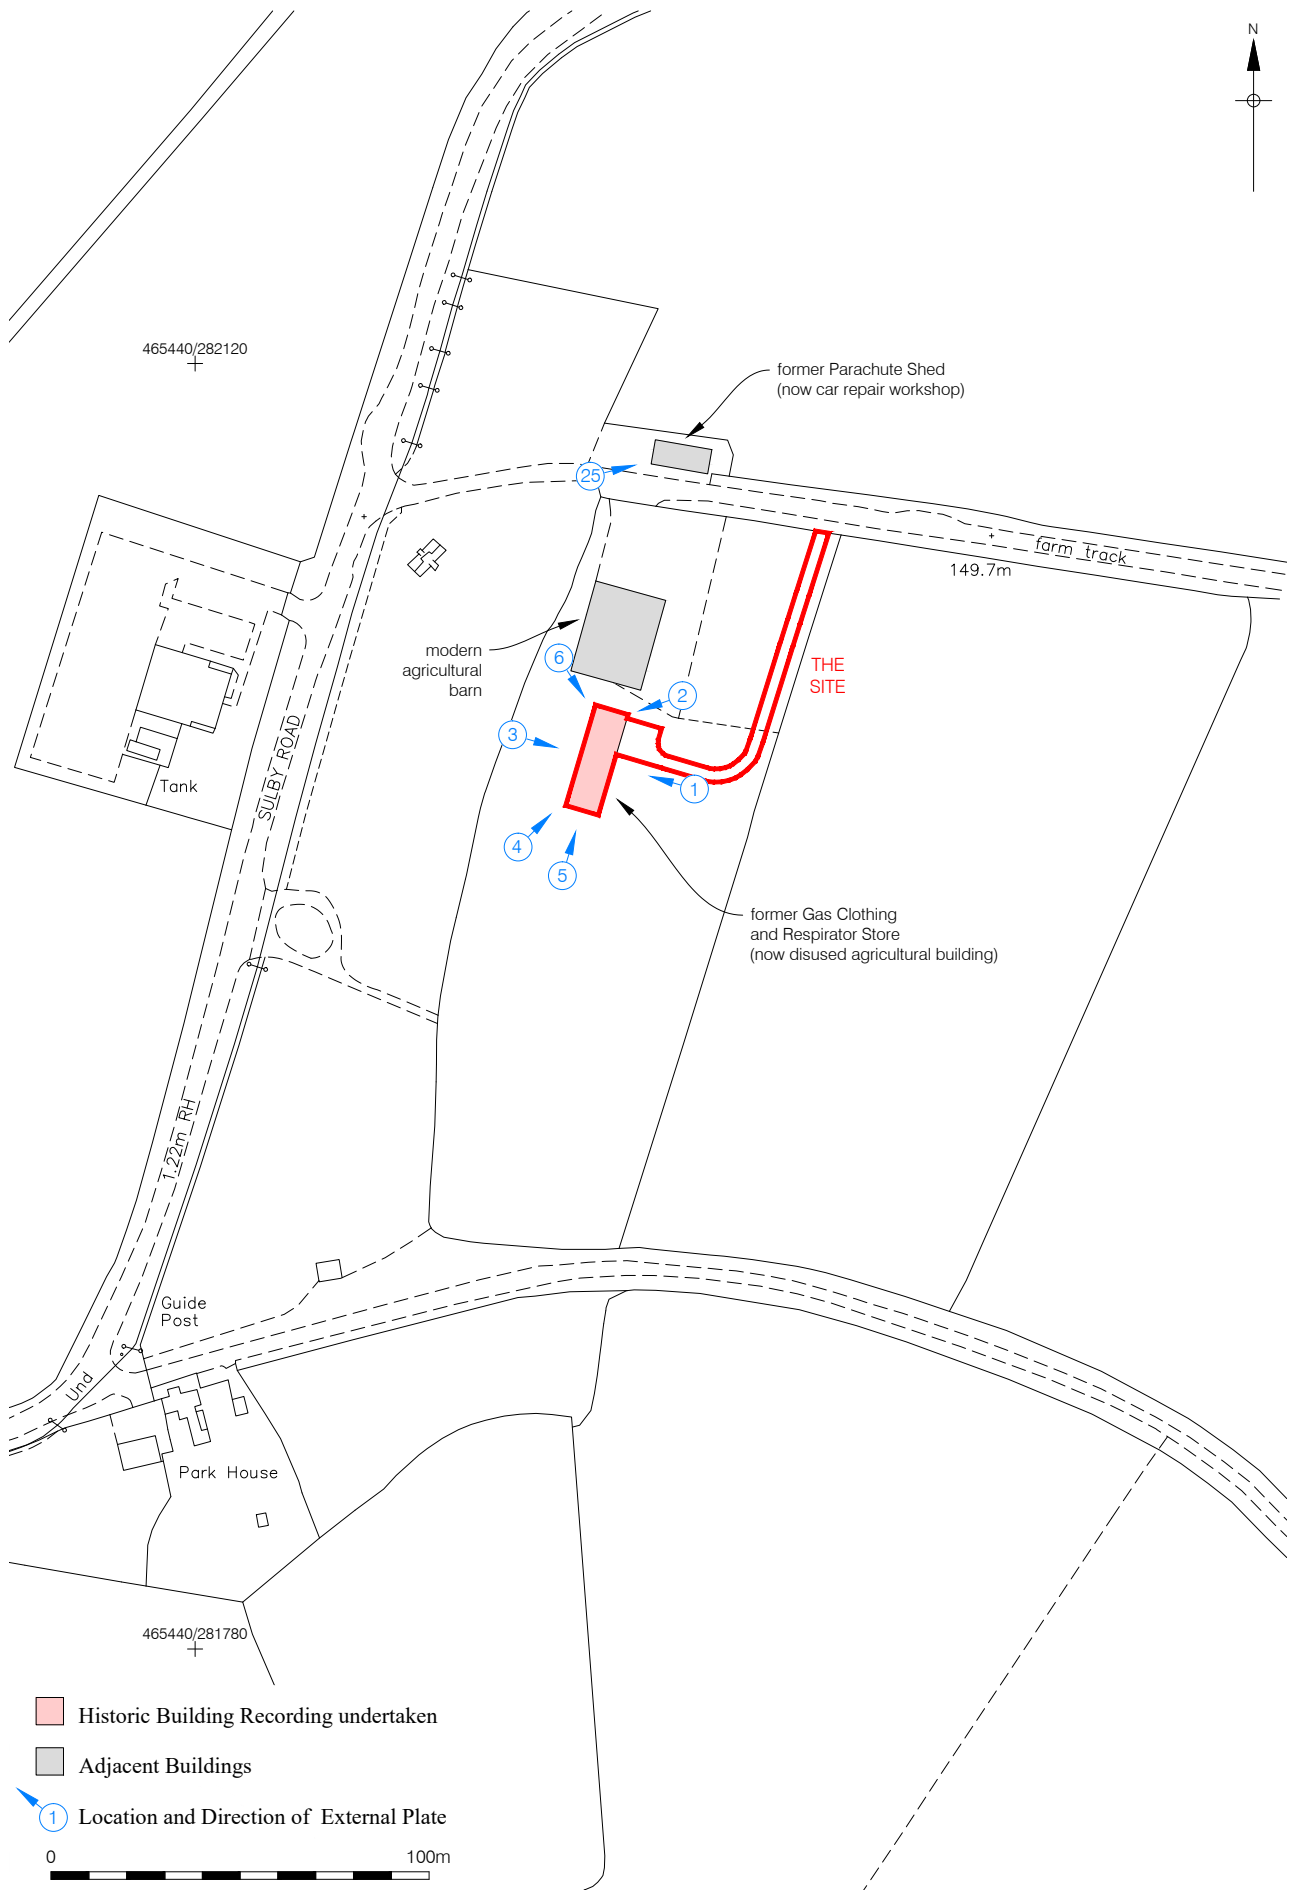 N
465440/282120
former Parachute Shed
(now car repair workshop)
25
farm track
149.7m
modern
agricultural
barn
THE
SITE
6
2
3
1
4
5
Tank
SULBY ROAD
former Gas Clothing
and Respirator Store
(now disused agricultural building)
1.22m RH
Guide
Post
Und
Park House
465440/281780
Historic Building Recording undertaken
Adjacent Buildings
1 Location and Direction of External Plate
0 100m